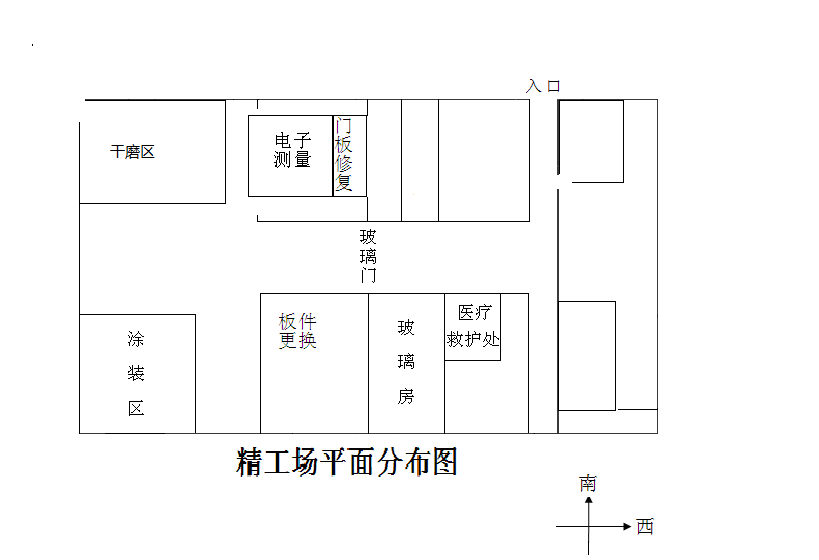 入口
干磨区
电子
测量
门
板
修
复
玻
璃
门
板件
更换
玻
璃
房
医疗
救护处
涂
装
区
精工场平面分布图
南
西